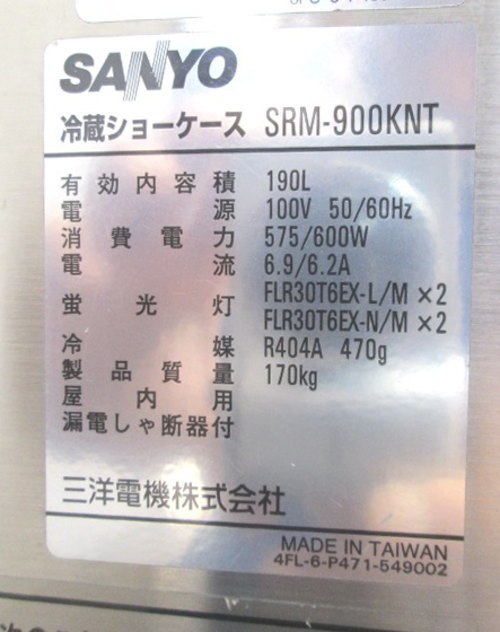 SANYO
冷蔵ショーケース SRM-900KNT
有効内容積 190L
電源 100V 50/60Hz
消費電力 575/600W
電流 6.9/6.2A
蛍光灯 FLR30T6EX-L/M ×2
FLR30T6EX-N/M ×2
冷媒 R404A 470g
製品質量 170kg
屋内用
漏電しゃ断器付
三洋電機株式会社
MADE IN TAIWAN
4FL-6-P471-549002